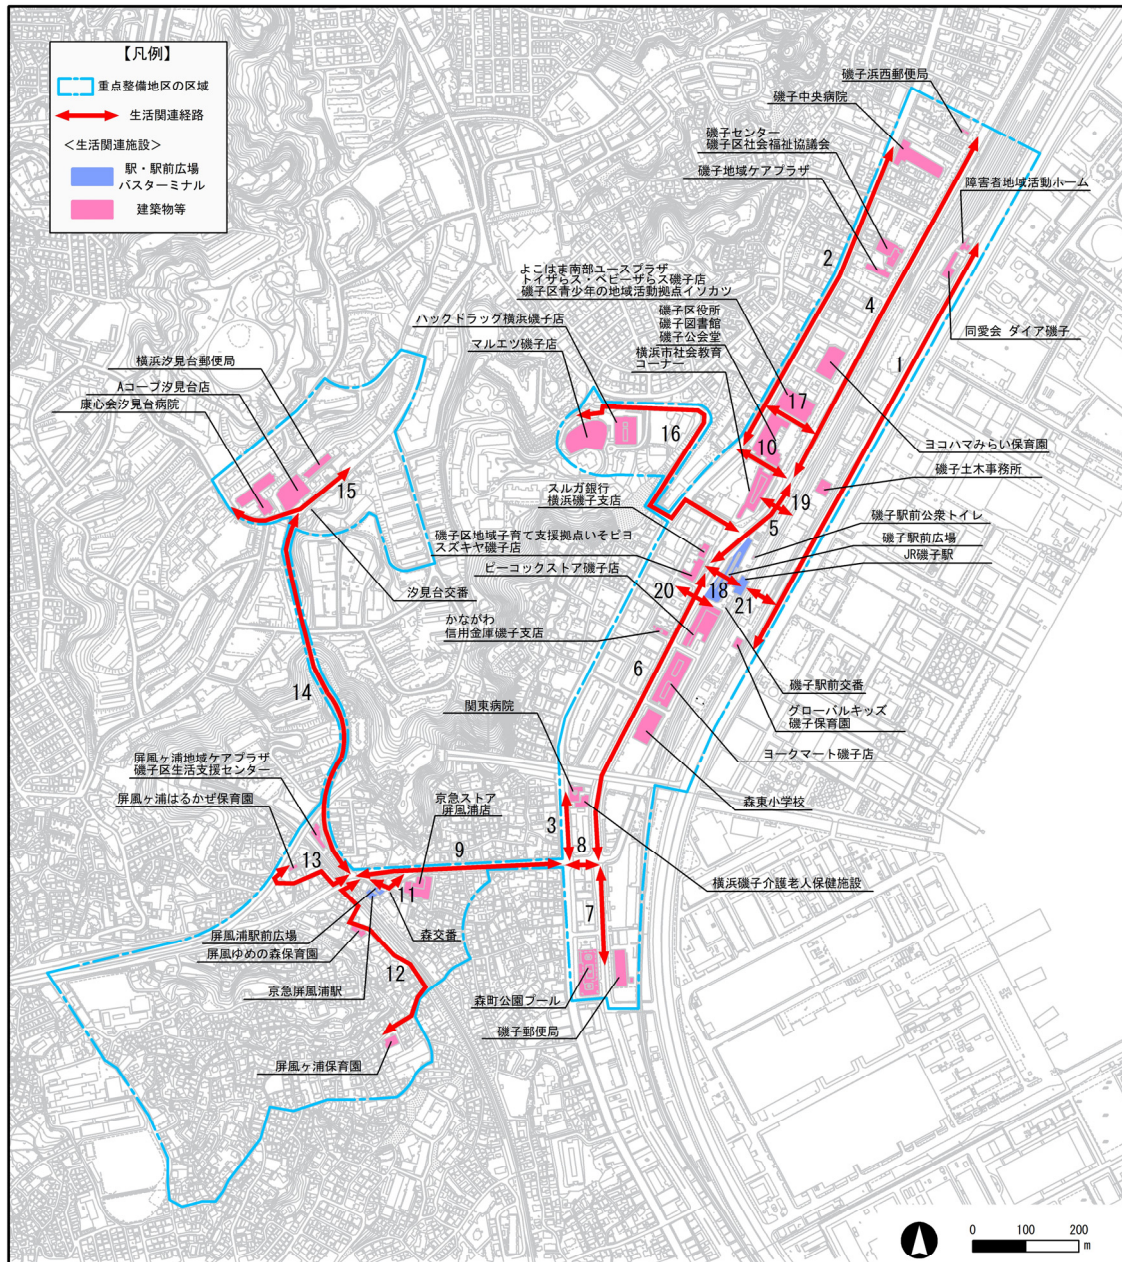 【凡例】
重点整備地区の区域
生活関連経路
＜生活関連施設＞
駅・駅前広場
バスターミナル
建築物等
磯子浜西郵便局
磯子中央病院
磯子センター
磯子区社会福祉協議会
磯子地域ケアプラザ
障害者地域活動ホーム
よこはま南部ユースプラザ
トイザらス・ベビーザらス磯子店
磯子区青少年の地域活動拠点イソカツ
ハックドラッグ横浜磯子店
マルエツ磯子店
磯子区役所
磯子図書館
磯子公会堂
横浜市社会教育
コーナー
同愛会 ダイア磯子
横浜汐見台郵便局
Aコープ汐見台店
康心会汐見台病院
ヨコハマみらい保育園
磯子土木事務所
スルガ銀行
横浜磯子支店
磯子駅前公衆トイレ
磯子駅前広場
JR磯子駅
磯子区地域子育て支援拠点いそピヨ
スズキヤ磯子店
ピーコックストア磯子店
汐見台交番
かながわ
信用金庫磯子支店
磯子駅前交番
グローバルキッズ
磯子保育園
ヨークマート磯子店
関東病院
森東小学校
屏風ヶ浦地域ケアプラザ
磯子区生活支援センター
屏風ヶ浦はるかぜ保育園
京急ストア
屏風浦店
横浜磯子介護老人保健施設
屏風浦駅前広場
森交番
屏風ゆめの森保育園
京急屏風浦駅
森町公園プール
磯子郵便局
屏風ヶ浦保育園
1
2
3
4
5
6
7
8
9
10
11
12
13
14
15
16
17
18
19
20
21
0 100 200
m